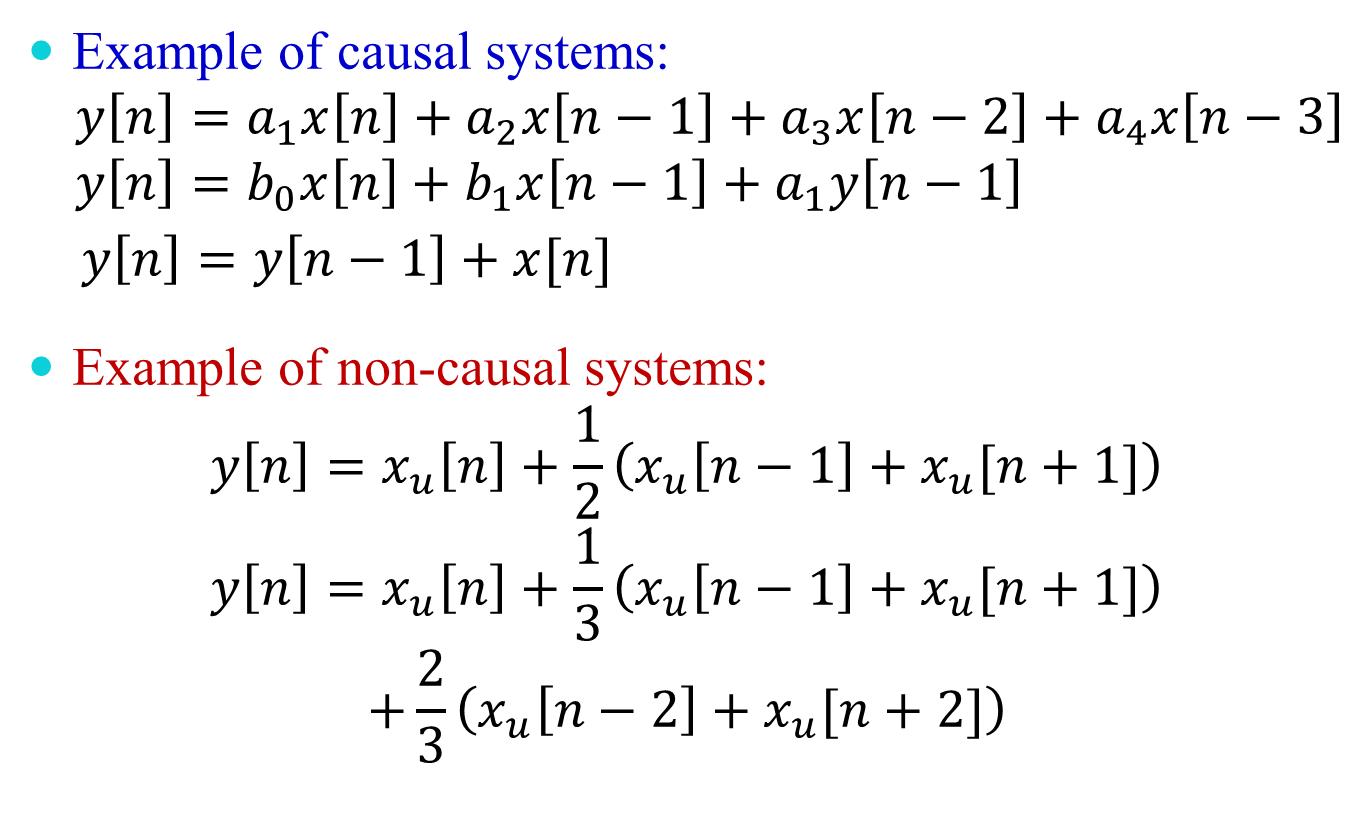 • Example of causal systems:
y[n] = a₁x[n] + a₂x[n − 1] + a₃x[n − 2] + a₄x[n − 3]
y[n] = b₀x[n] + b₁x[n − 1] + a₁y[n − 1]
y[n] = y[n − 1] + x[n]
• Example of non-causal systems:
y[n] = xᵤ[n] + 1/2 (xᵤ[n − 1] + xᵤ[n + 1])
y[n] = xᵤ[n] + 1/3 (xᵤ[n − 1] + xᵤ[n + 1])
+ 2/3 (xᵤ[n − 2] + xᵤ[n + 2])